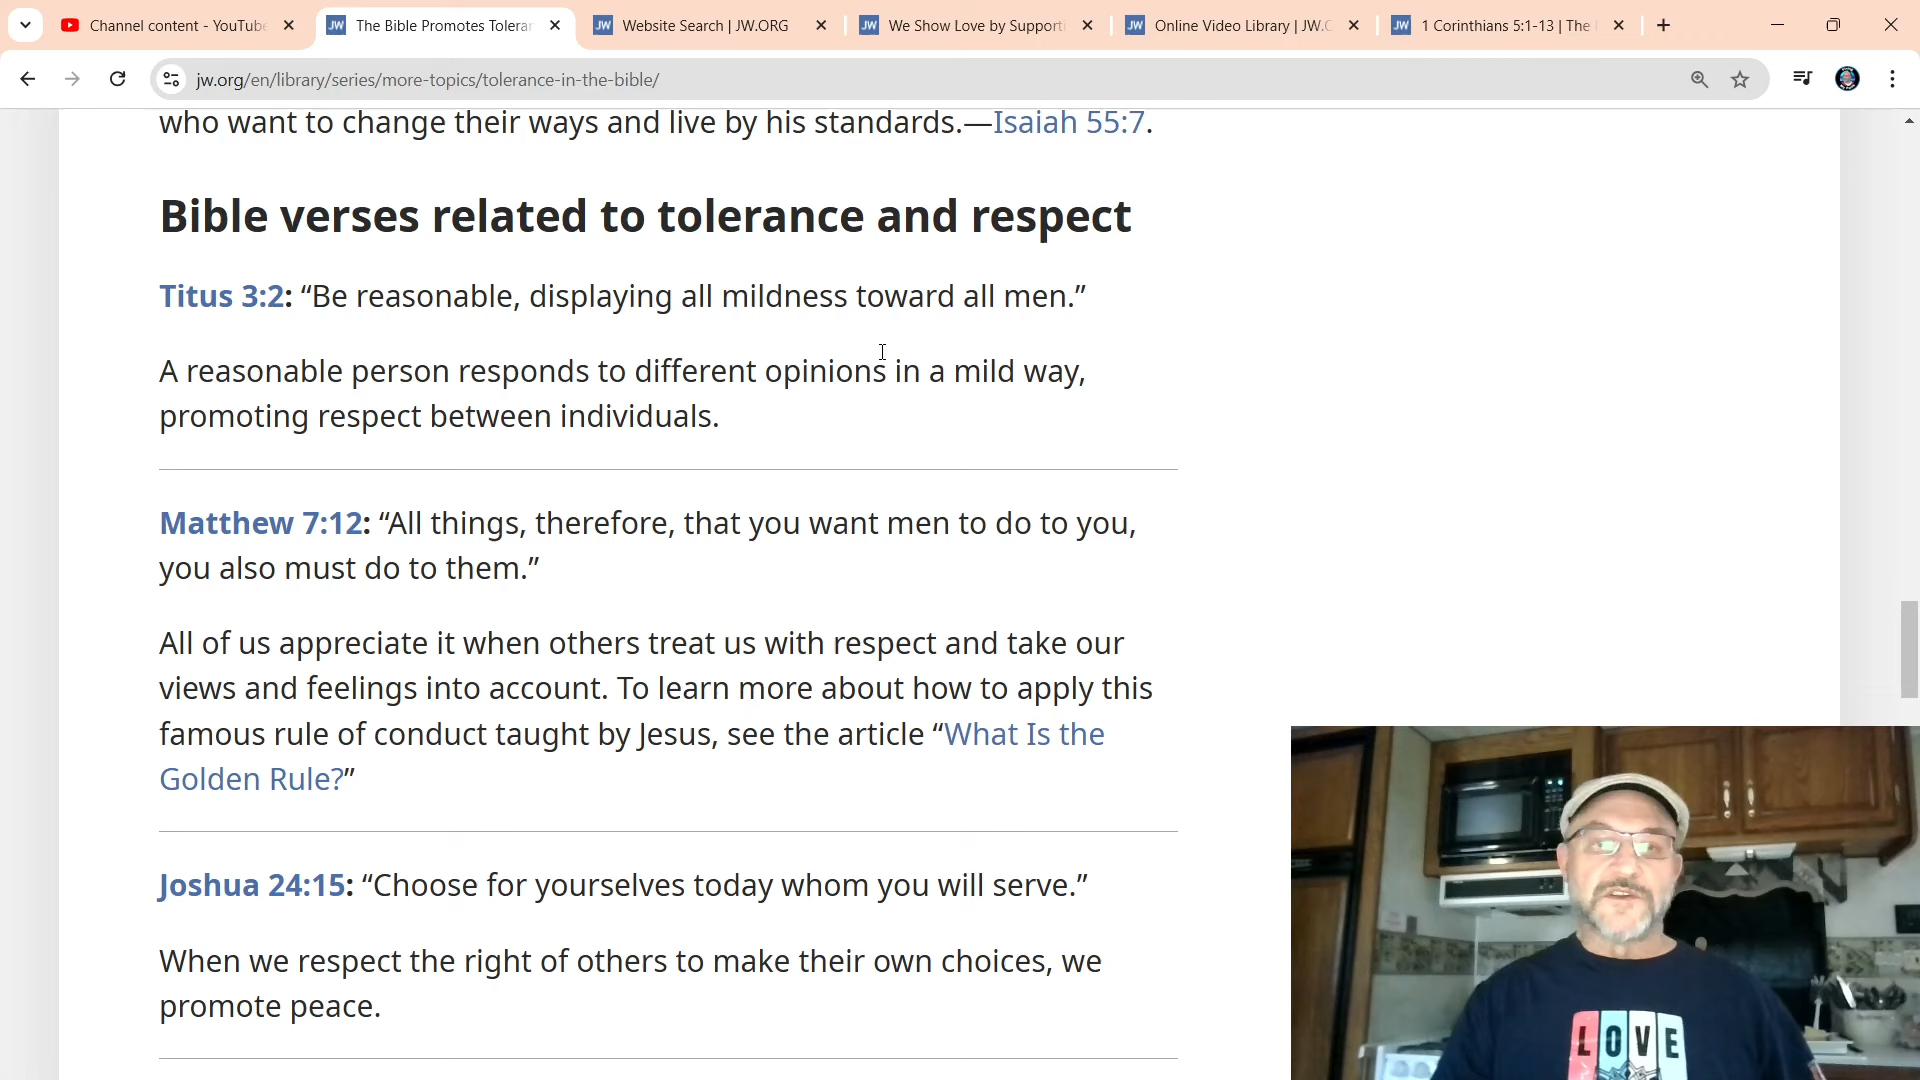 Channel content - YouTube
The Bible Promotes Toleran
Website Search | JW.ORG
We Show Love by Supporti
Online Video Library | JW.O
1 Corinthians 5:1-13 | The
jw.org/en/library/series/more-topics/tolerance-in-the-bible/
who want to change their ways and live by his standards.—Isaiah 55:7.
Bible verses related to tolerance and respect
Titus 3:2: “Be reasonable, displaying all mildness toward all men.”
A reasonable person responds to different opinions in a mild way,
promoting respect between individuals.
Matthew 7:12: “All things, therefore, that you want men to do to you,
you also must do to them.”
All of us appreciate it when others treat us with respect and take our
views and feelings into account. To learn more about how to apply this
famous rule of conduct taught by Jesus, see the article “What Is the
Golden Rule?”
Joshua 24:15: “Choose for yourselves today whom you will serve.”
When we respect the right of others to make their own choices, we
promote peace.
LOVE